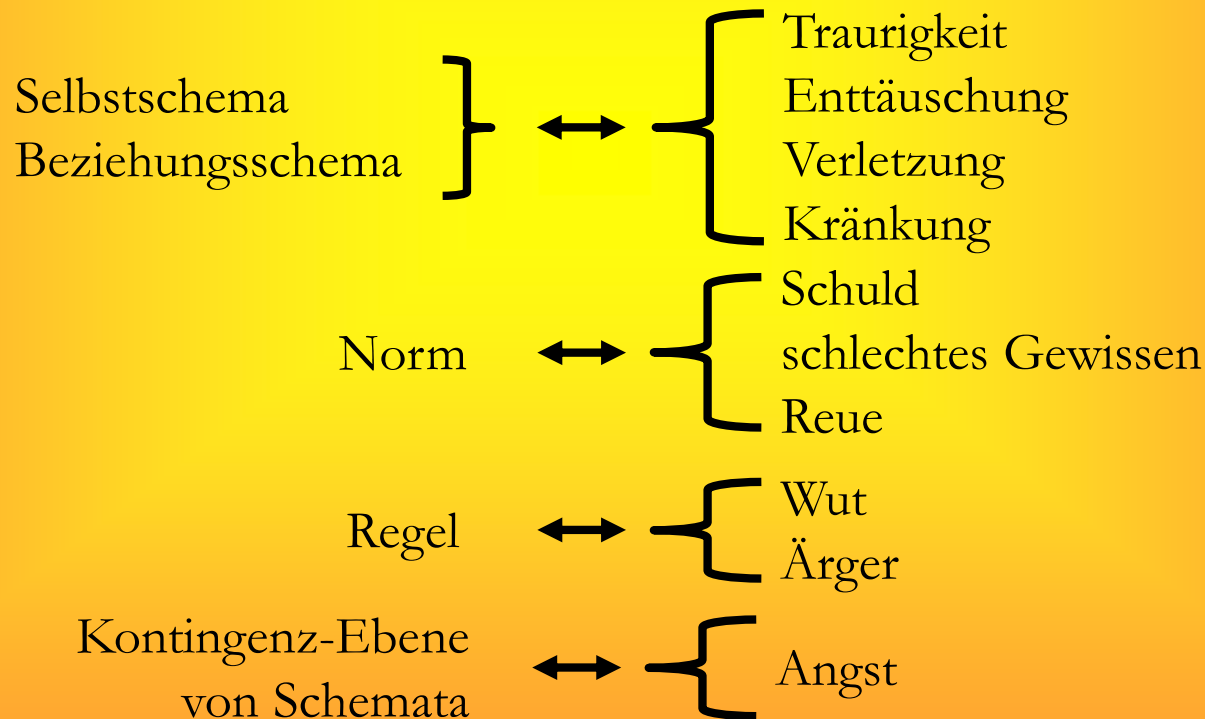 Selbstschema
Beziehungsschema
Traurigkeit
Enttäuschung
Verletzung
Kränkung
Norm
Schuld
schlechtes Gewissen
Reue
Regel
Wut
Ärger
Kontingenz-Ebene
von Schemata
Angst